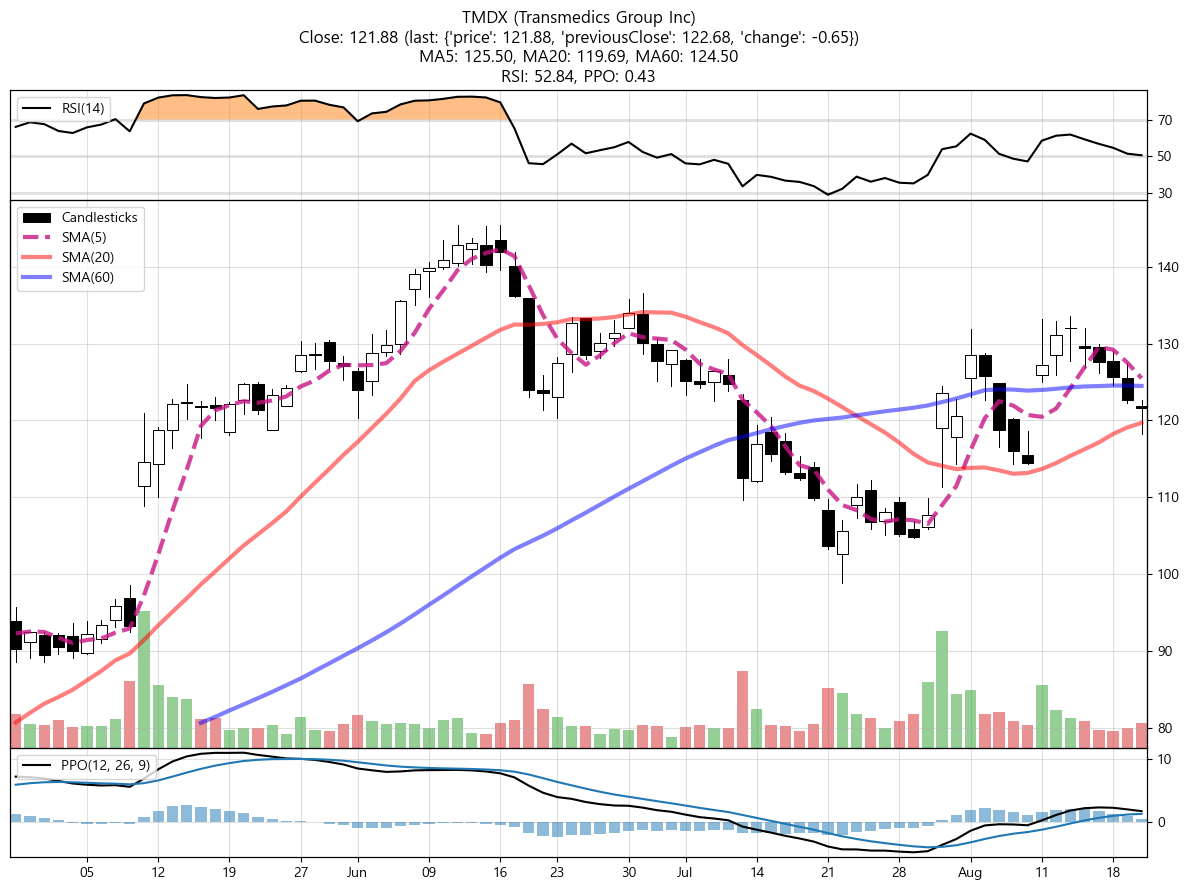 TMDX (Transmedics Group Inc)
Close: 121.88 (last: {'price': 121.88, 'previousClose': 122.68, 'change': -0.65})
MA5: 125.50, MA20: 119.69, MA60: 124.50
RSI: 52.84, PPO: 0.43
RSI(14)
70
50
30
Candlesticks
SMA(5)
SMA(20)
SMA(60)
140
130
120
110
100
90
80
PPO(12, 26, 9)
10
0
05 12 19 27 Jun 09 16 23 30 Jul 14 21 28 Aug 11 18